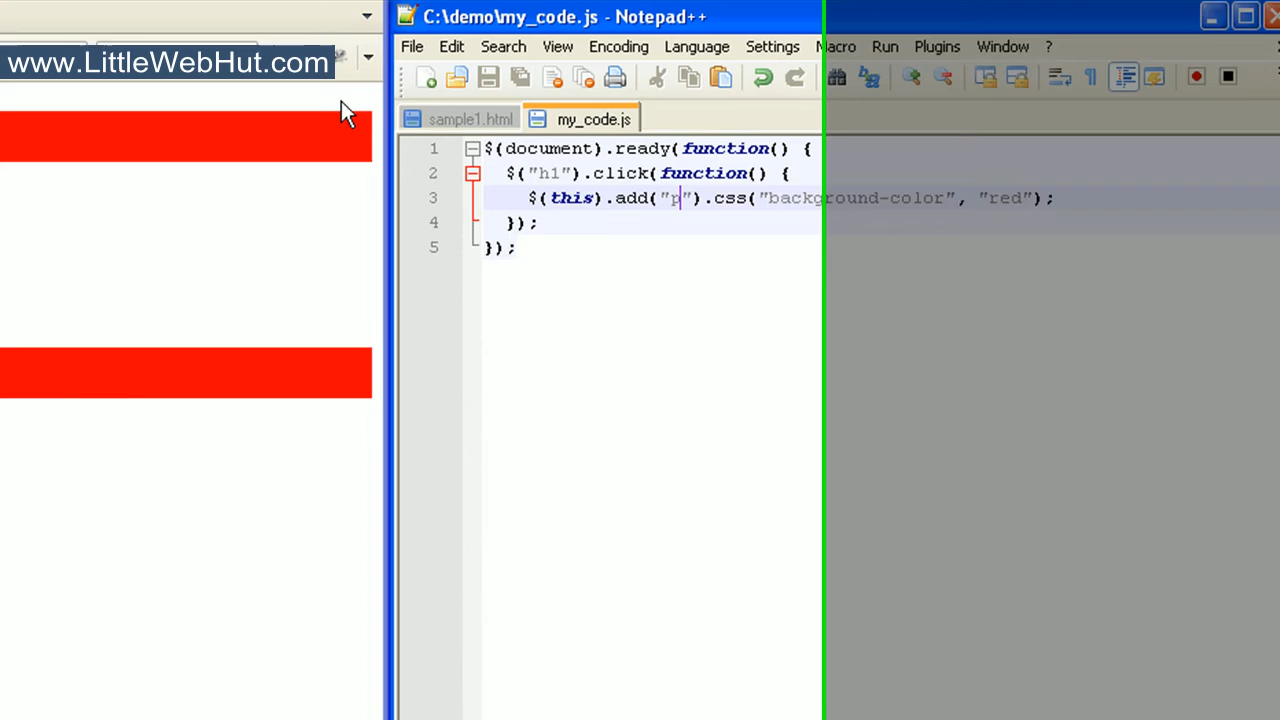 C:\demo\my_code.js - Notepad++
www.LittleWebHut.com
File Edit Search View Encoding Language Settings Macro Run Plugins Window ?
sample1.html my_code.js
1 $(document).ready(function() {
2 $("h1").click(function() {
3 $(this).add("p").css("background-color", "red");
4 });
5 });